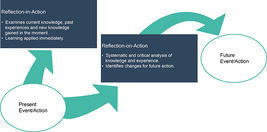 Reflection-in-Action
• Examines current knowledge, past
experiences and new knowledge
gained in the moment
• Learning applied immediately.
Reflection-on-Action
• Systematic and critical analysis of
knowledge and experience.
• Identifies changes for future action.
Future
Event/Action
Present
Event/Action